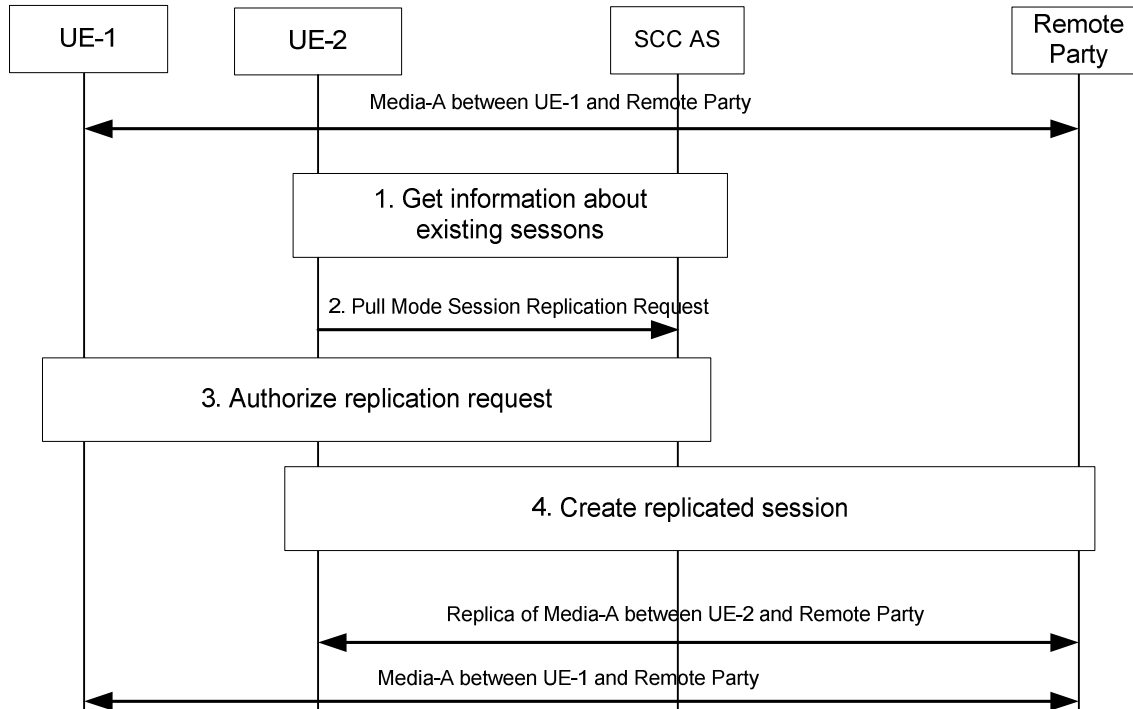 UE-1
UE-2
SCC AS
Remote
Party
Media-A between UE-1 and Remote Party
1. Get information about
existing sessons
2. Pull Mode Session Replication Request
3. Authorize replication request
4. Create replicated session
Replica of Media-A between UE-2 and Remote Party
Media-A between UE-1 and Remote Party